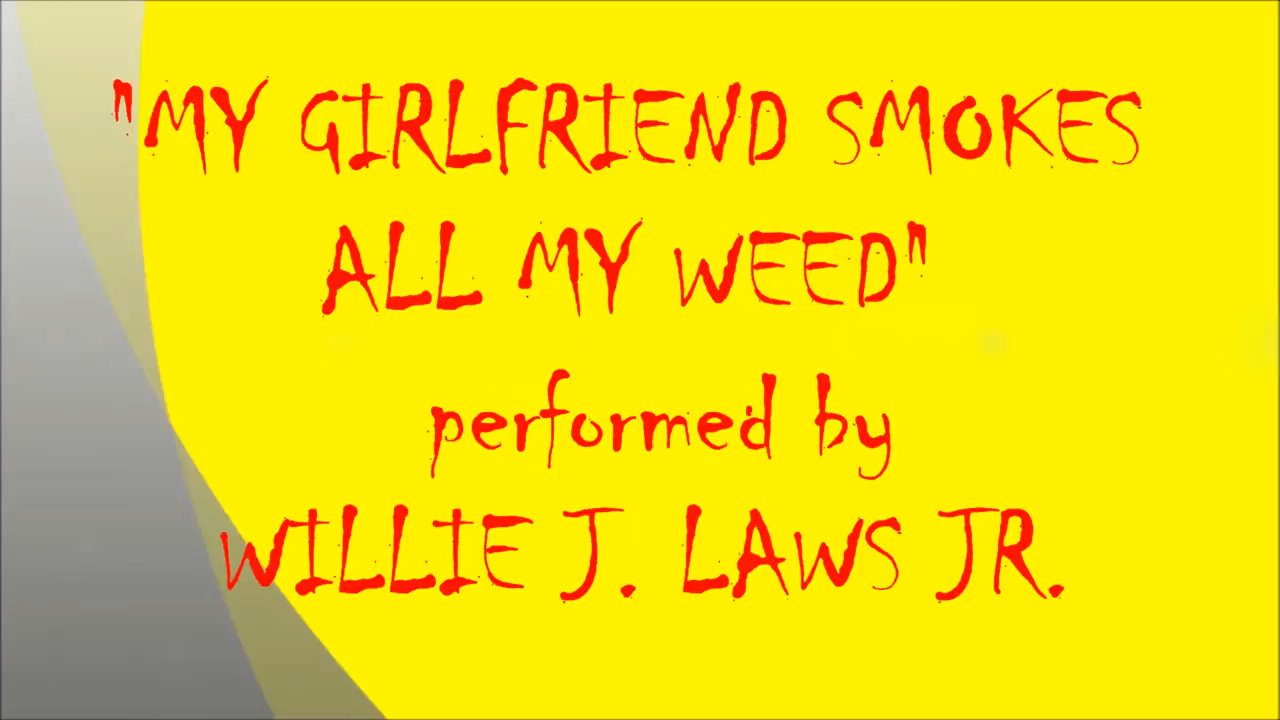 "MY GIRLFRIEND SMOKES
ALL MY WEED"
performed by
WILLIE J. LAWS JR.